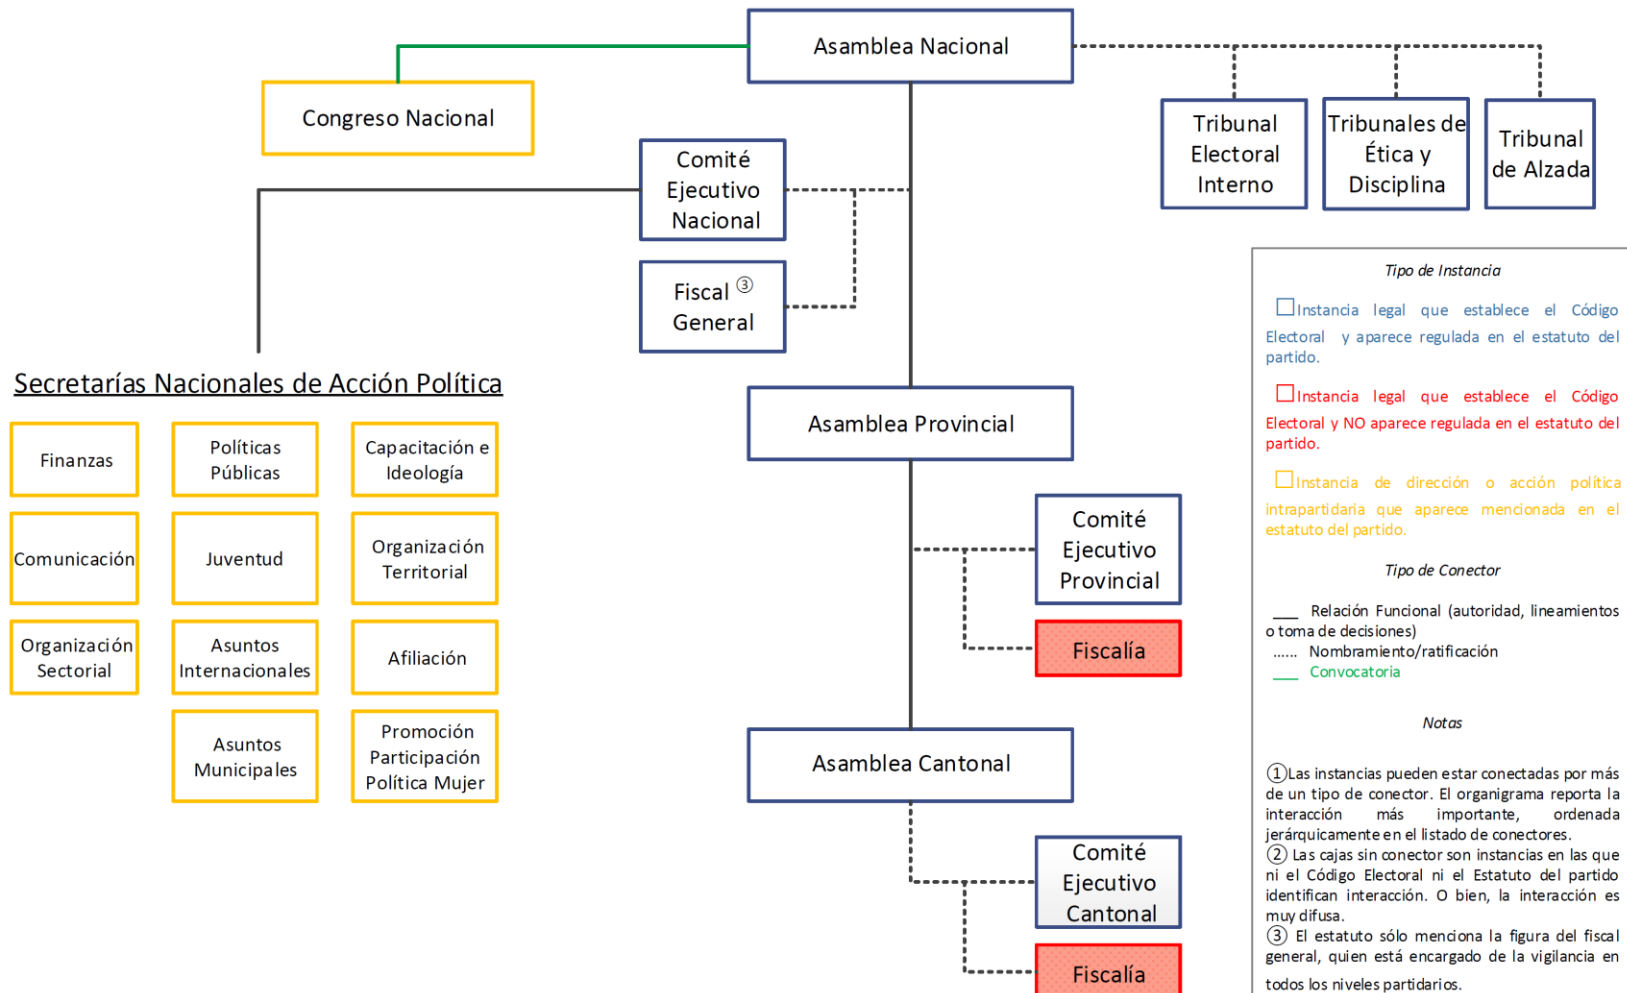 Asamblea Nacional
Congreso Nacional
Comité
Ejecutivo
Nacional
Fiscal ③
General
Tribunal
Electoral
Interno
Tribunales de
Ética y
Disciplina
Tribunal
de Alzada
Secretarías Nacionales de Acción Política
Finanzas
Políticas
Públicas
Capacitación e
Ideología
Comunicación
Juventud
Organización
Territorial
Organización
Sectorial
Asuntos
Internacionales
Afiliación
Asuntos
Municipales
Promoción
Participación
Política Mujer
Asamblea Provincial
Comité
Ejecutivo
Provincial
Fiscalía
Asamblea Cantonal
Comité
Ejecutivo
Cantonal
Fiscalía
Tipo de Instancia
Instancia legal que establece el Código
Electoral y aparece regulada en el estatuto del
partido.
Instancia legal que establece el Código
Electoral y NO aparece regulada en el estatuto del
partido.
Instancia de dirección o acción política
intrapartidaria que aparece mencionada en el
estatuto del partido.
Tipo de Conector
___ Relación Funcional (autoridad, lineamientos
o toma de decisiones)
...... Nombramiento/ratificación
___ Convocatoria
Notas
①Las instancias pueden estar conectadas por más
de un tipo de conector. El organigrama reporta la
interacción más importante, ordenada
jerárquicamente en el listado de conectores.
② Las cajas sin conector son instancias en las que
ni el Código Electoral ni el Estatuto del partido
identifican interacción. O bien, la interacción es
muy difusa.
③ El estatuto sólo menciona la figura del fiscal
general, quien está encargado de la vigilancia en
todos los niveles partidarios.